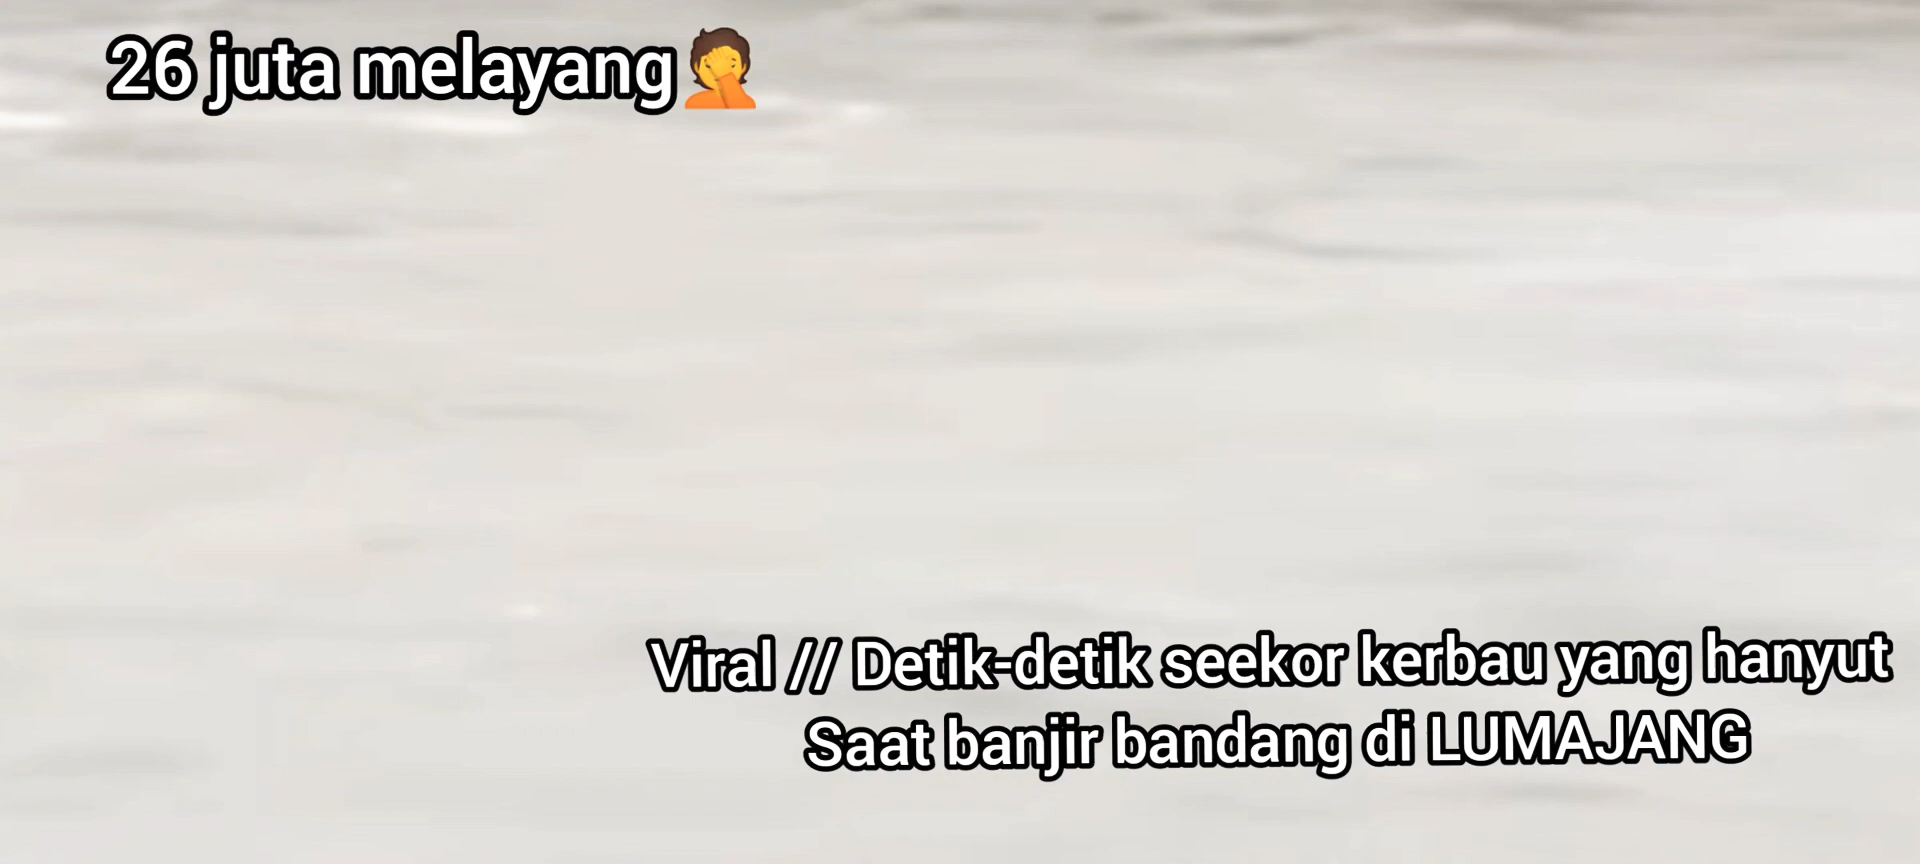 26 juta melayang🤦
Viral // Detik-detik seekor kerbau yang hanyut
Saat banjir bandang di LUMAJANG